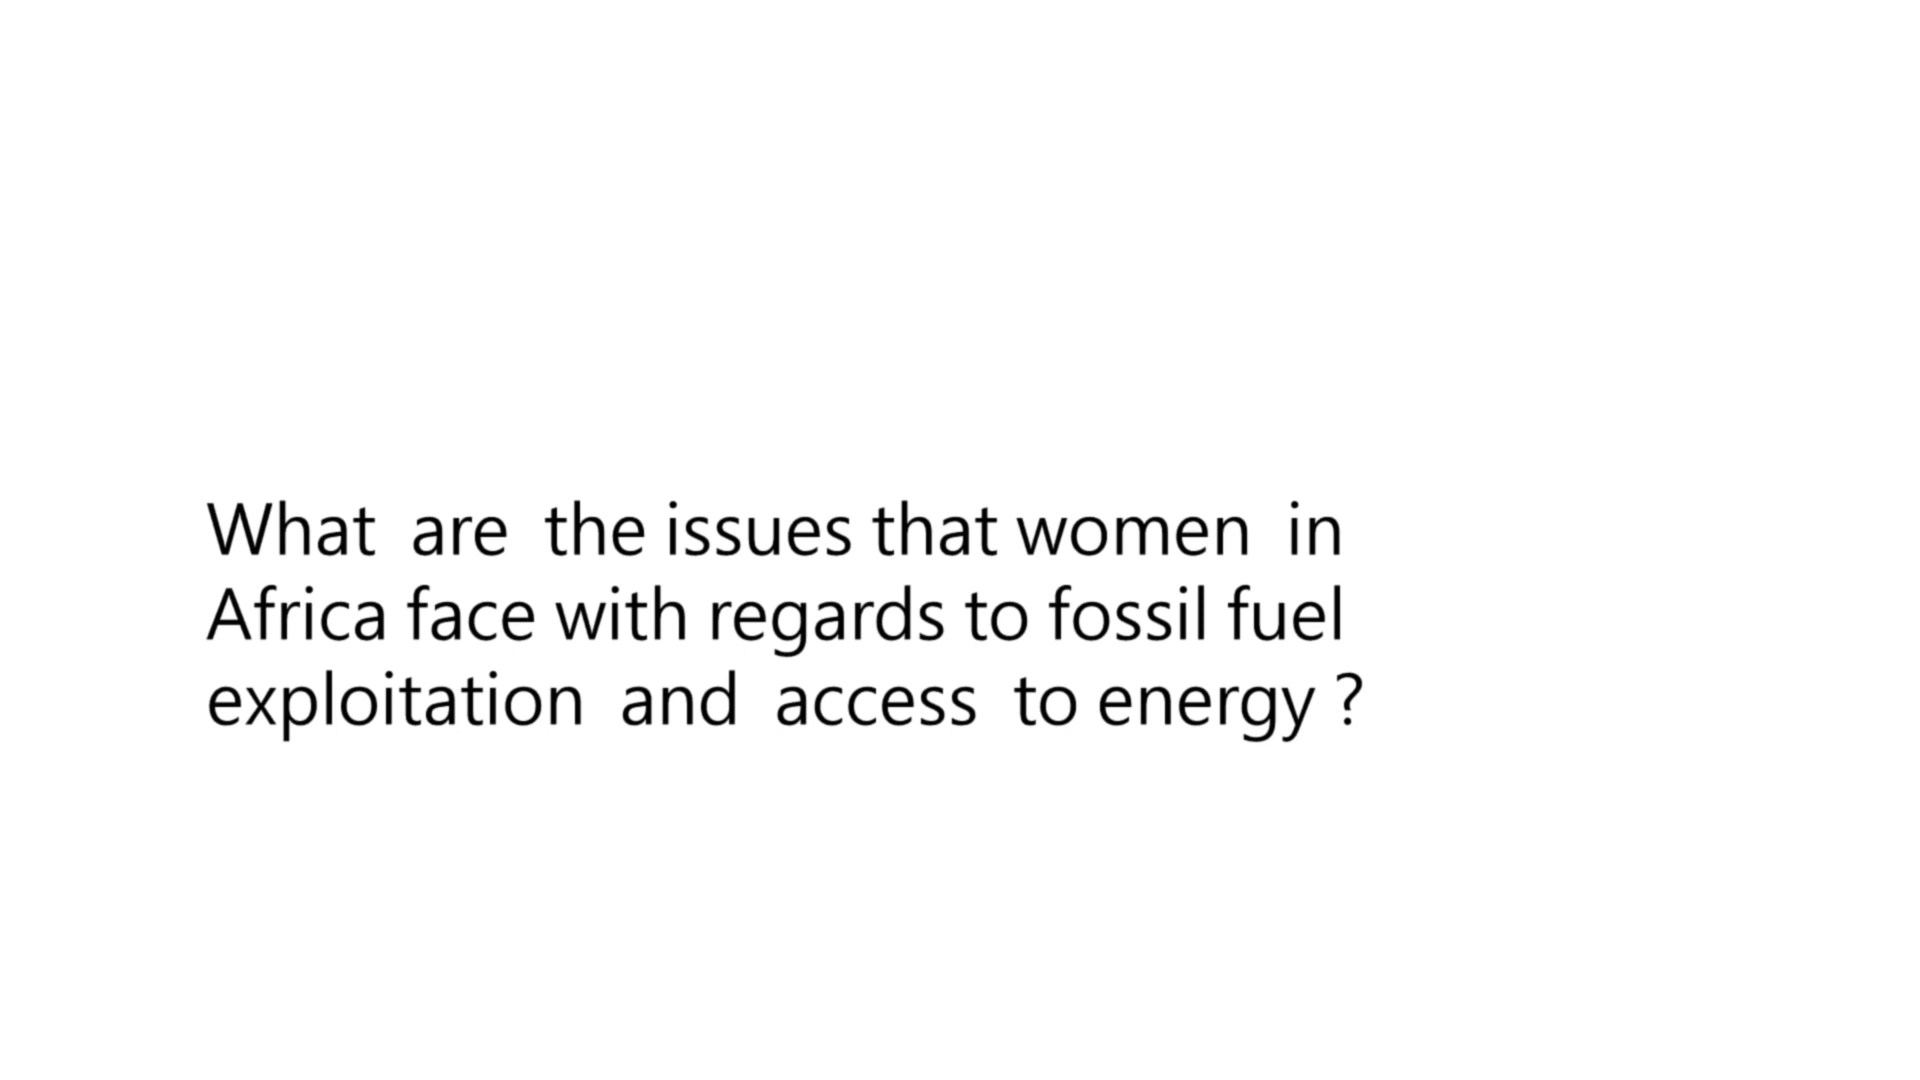 What are the issues that women in
Africa face with regards to fossil fuel
exploitation and access to energy ?